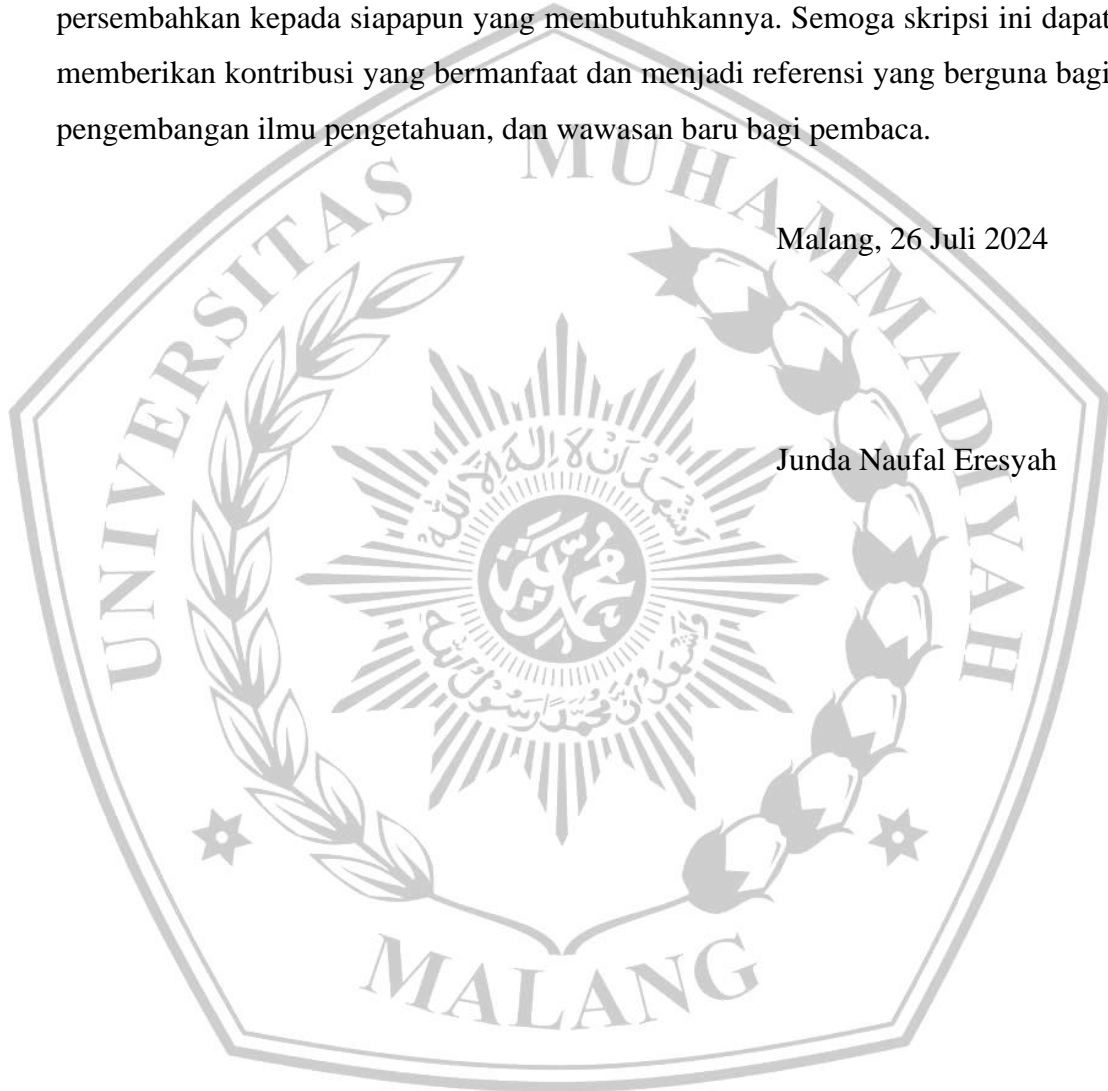 persembahkan kepada siapapun yang membutuhkannya. Semoga skripsi ini dapat
memberikan kontribusi yang bermanfaat dan menjadi referensi yang berguna bagi
pengembangan ilmu pengetahuan, dan wawasan baru bagi pembaca.
Malang, 26 Juli 2024
Junda Naufal Eresyah
UNIVERSITAS MUHAMMADIYAH
MALANG